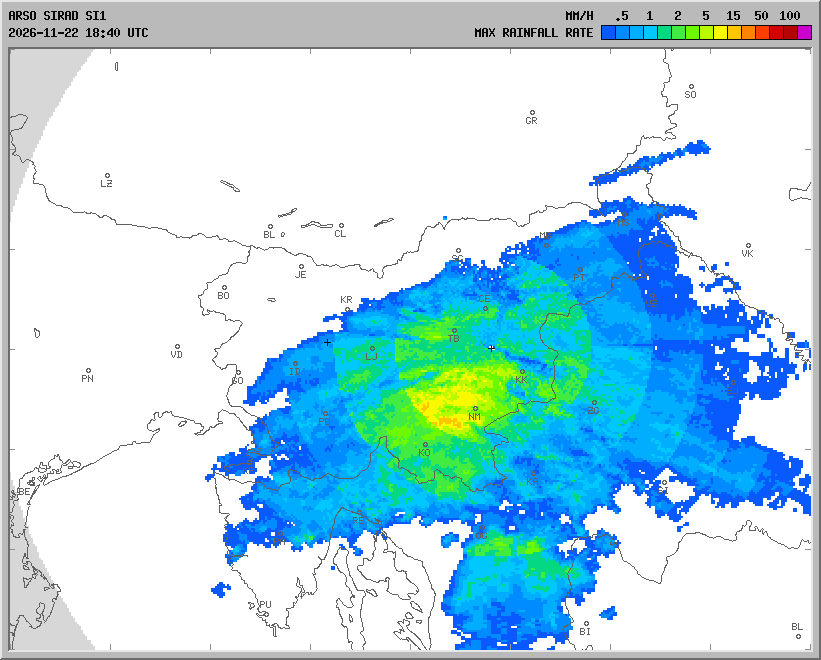 ARSO SIRAD SI1
MM/H .5 1 2 5 15 50 100
2026-11-22 18:40 UTC
MAX RAINFALL RATE
SO
GR
LZ
BL
CL
VK
JE
PT
BO
KR
CE
TB
VD
LJ
PN
GO
ID
KK
NM
KO
BE
PU
BI
BL